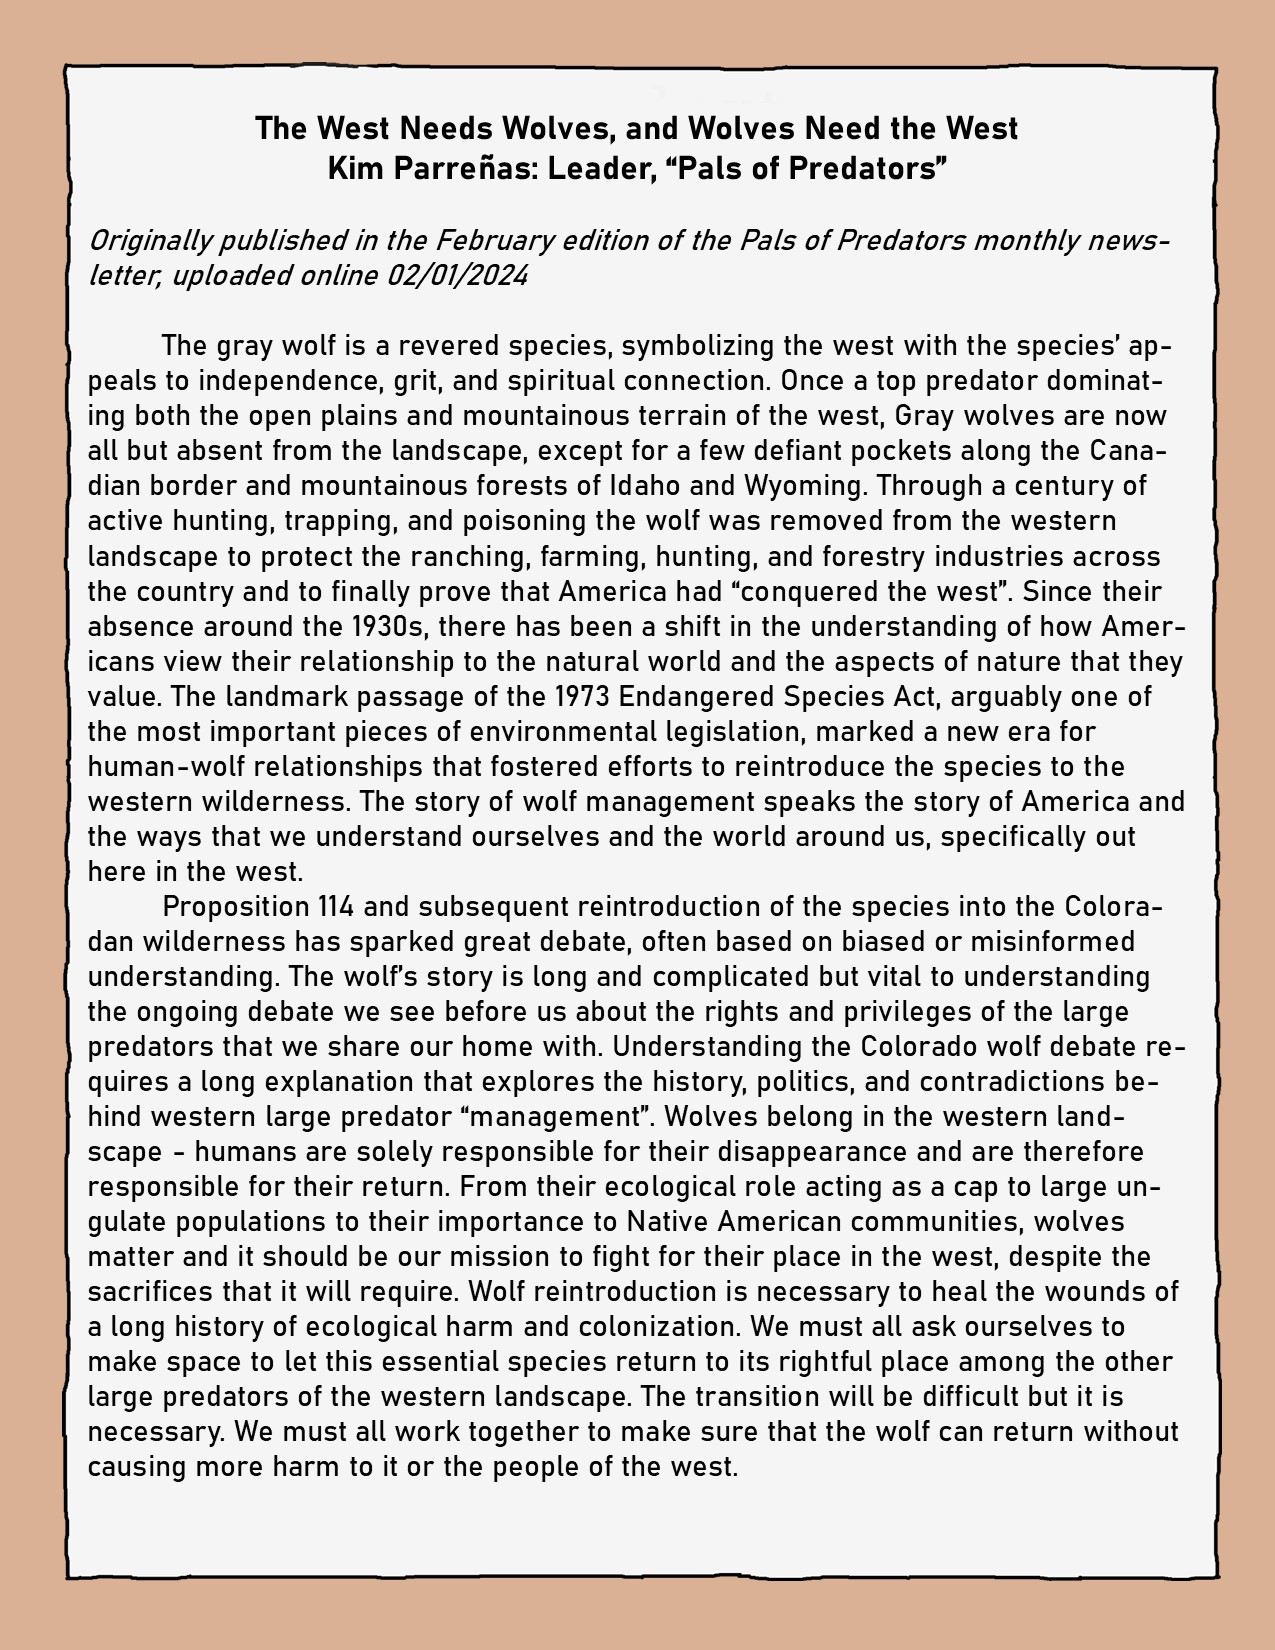 The West Needs Wolves, and Wolves Need the West
Kim Parreñas: Leader, “Pals of Predators”
Originally published in the February edition of the Pals of Predators monthly news-
letter, uploaded online 02/01/2024
The gray wolf is a revered species, symbolizing the west with the species’ ap-
peals to independence, grit, and spiritual connection. Once a top predator dominat-
ing both the open plains and mountainous terrain of the west, Gray wolves are now
all but absent from the landscape, except for a few defiant pockets along the Cana-
dian border and mountainous forests of Idaho and Wyoming. Through a century of
active hunting, trapping, and poisoning the wolf was removed from the western
landscape to protect the ranching, farming, hunting, and forestry industries across
the country and to finally prove that America had “conquered the west”. Since their
absence around the 1930s, there has been a shift in the understanding of how Amer-
icans view their relationship to the natural world and the aspects of nature that they
value. The landmark passage of the 1973 Endangered Species Act, arguably one of
the most important pieces of environmental legislation, marked a new era for
human-wolf relationships that fostered efforts to reintroduce the species to the
western wilderness. The story of wolf management speaks the story of America and
the ways that we understand ourselves and the world around us, specifically out
here in the west.
Proposition 114 and subsequent reintroduction of the species into the Colora-
dan wilderness has sparked great debate, often based on biased or misinformed
understanding. The wolf’s story is long and complicated but vital to understanding
the ongoing debate we see before us about the rights and privileges of the large
predators that we share our home with. Understanding the Colorado wolf debate re-
quires a long explanation that explores the history, politics, and contradictions be-
hind western large predator “management”. Wolves belong in the western land-
scape - humans are solely responsible for their disappearance and are therefore
responsible for their return. From their ecological role acting as a cap to large un-
gulate populations to their importance to Native American communities, wolves
matter and it should be our mission to fight for their place in the west, despite the
sacrifices that it will require. Wolf reintroduction is necessary to heal the wounds of
a long history of ecological harm and colonization. We must all ask ourselves to
make space to let this essential species return to its rightful place among the other
large predators of the western landscape. The transition will be difficult but it is
necessary. We must all work together to make sure that the wolf can return without
causing more harm to it or the people of the west.